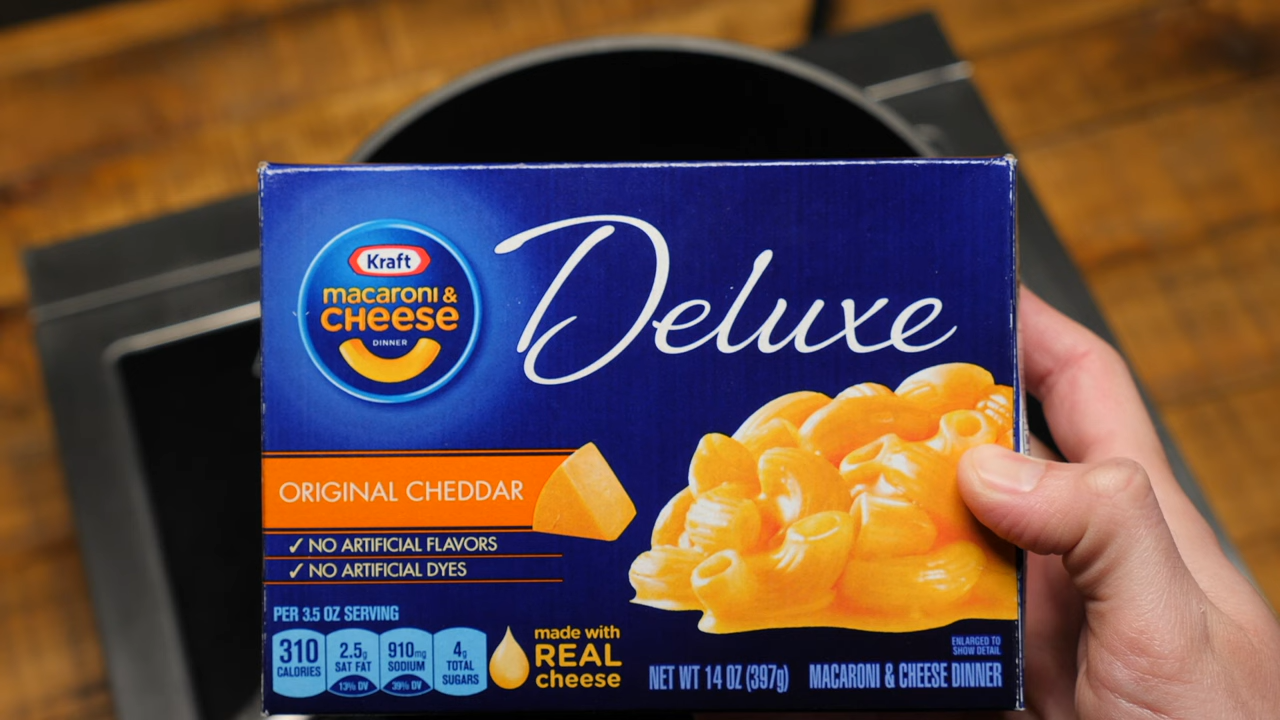 Kraft
macaroni &
CHEESE
DINNER
Deluxe
ORIGINAL CHEDDAR
✓ NO ARTIFICIAL FLAVORS
✓ NO ARTIFICIAL DYES
PER 3.5 OZ SERVING
310
CALORIES
2.5g
SAT FAT
13% DV
910mg
SODIUM
39% DV
4g
TOTAL
SUGARS
made with
REAL
cheese
NET WT 14 OZ (397g)
ENLARGED TO
SHOW DETAIL
MACARONI & CHEESE DINNER